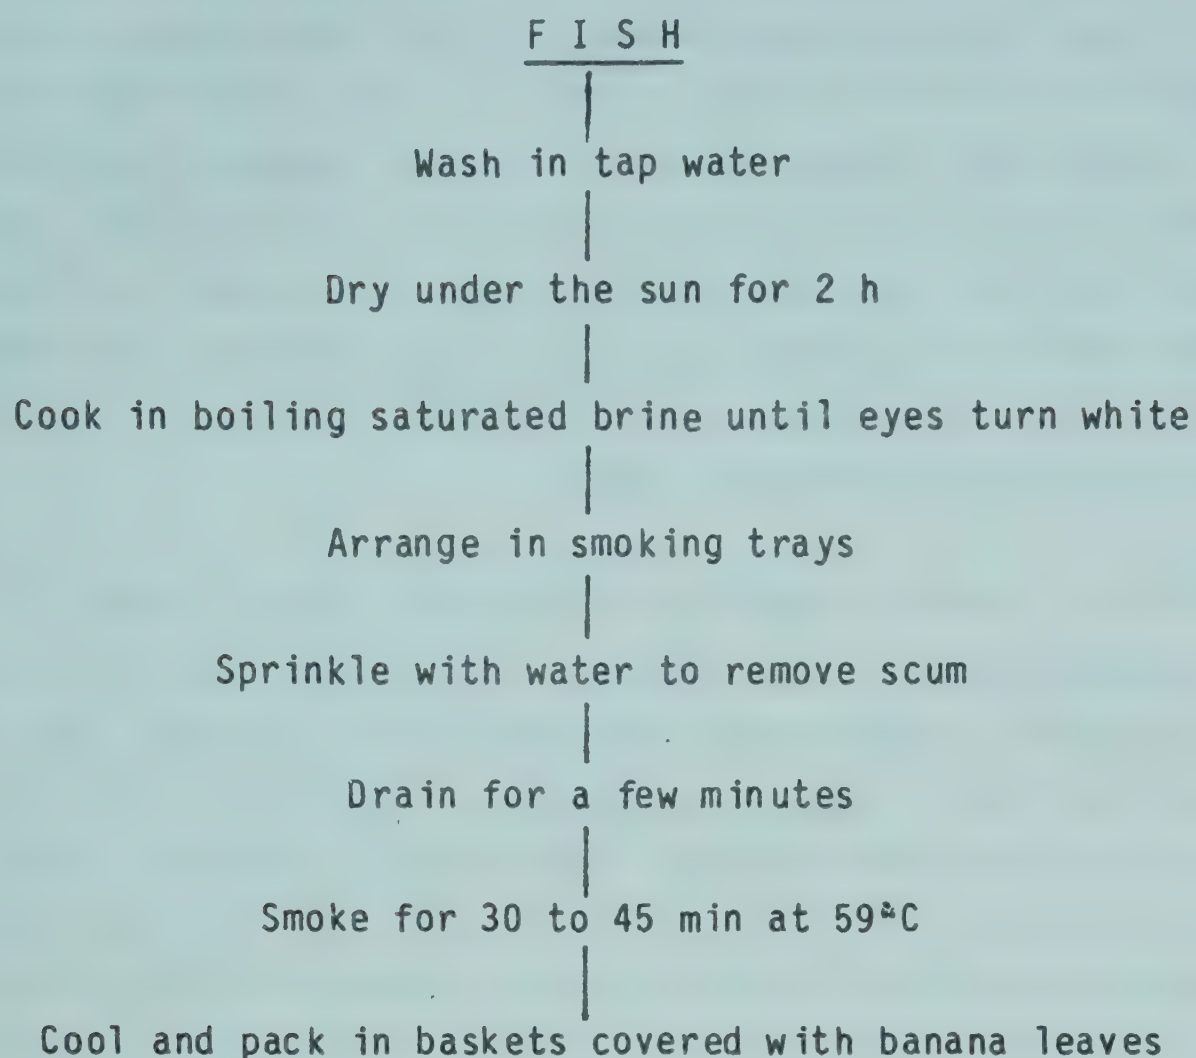 F I S H
Wash in tap water
Dry under the sun for 2 h
Cook in boiling saturated brine until eyes turn white
Arrange in smoking trays
Sprinkle with water to remove scum
Drain for a few minutes
Smoke for 30 to 45 min at 59°C
Cool and pack in baskets covered with banana leaves